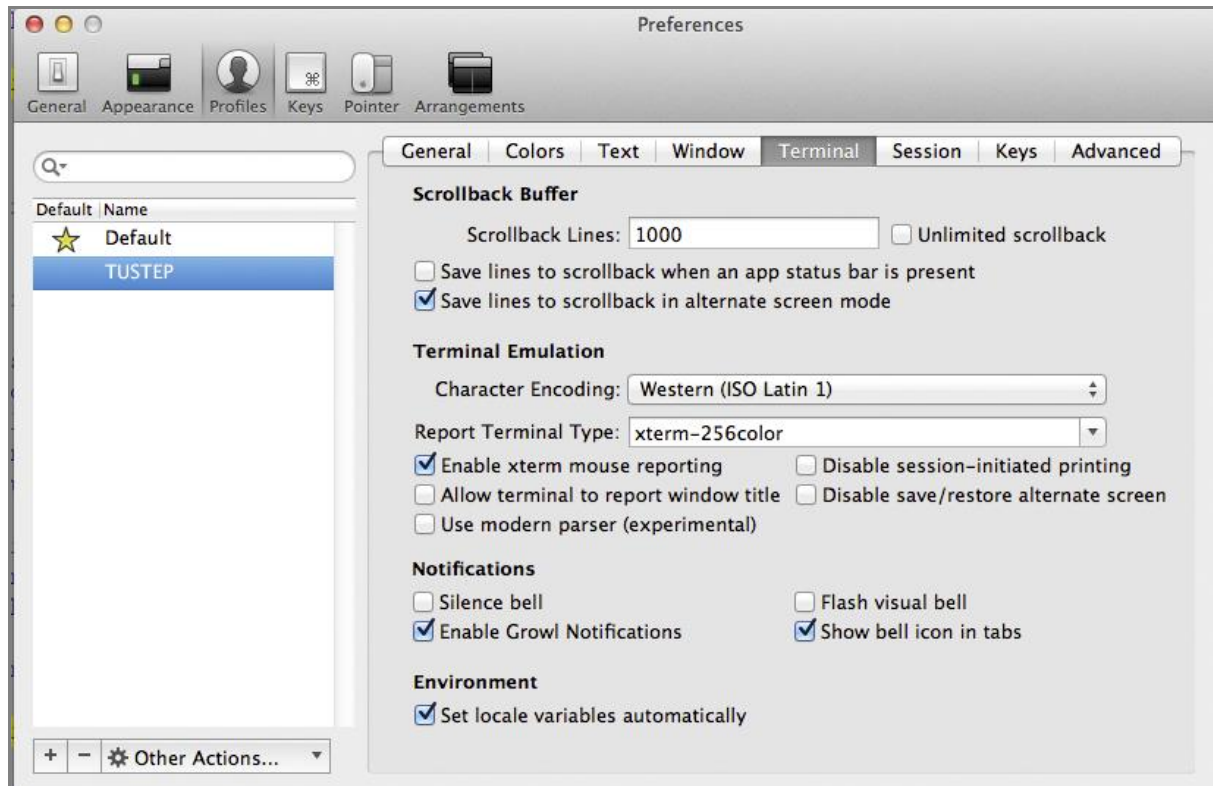 Preferences
General Appearance Profiles Keys Pointer Arrangements
Default Name
Default
TUSTEP
+ - Other Actions...
General Colors Text Window Terminal Session Keys Advanced
Scrollback Buffer
Scrollback Lines: 1000 Unlimited scrollback
Save lines to scrollback when an app status bar is present
Save lines to scrollback in alternate screen mode
Terminal Emulation
Character Encoding: Western (ISO Latin 1)
Report Terminal Type: xterm-256color
Enable xterm mouse reporting Disable session-initiated printing
Allow terminal to report window title Disable save/restore alternate screen
Use modern parser (experimental)
Notifications
Silence bell Flash visual bell
Enable Growl Notifications Show bell icon in tabs
Environment
Set locale variables automatically